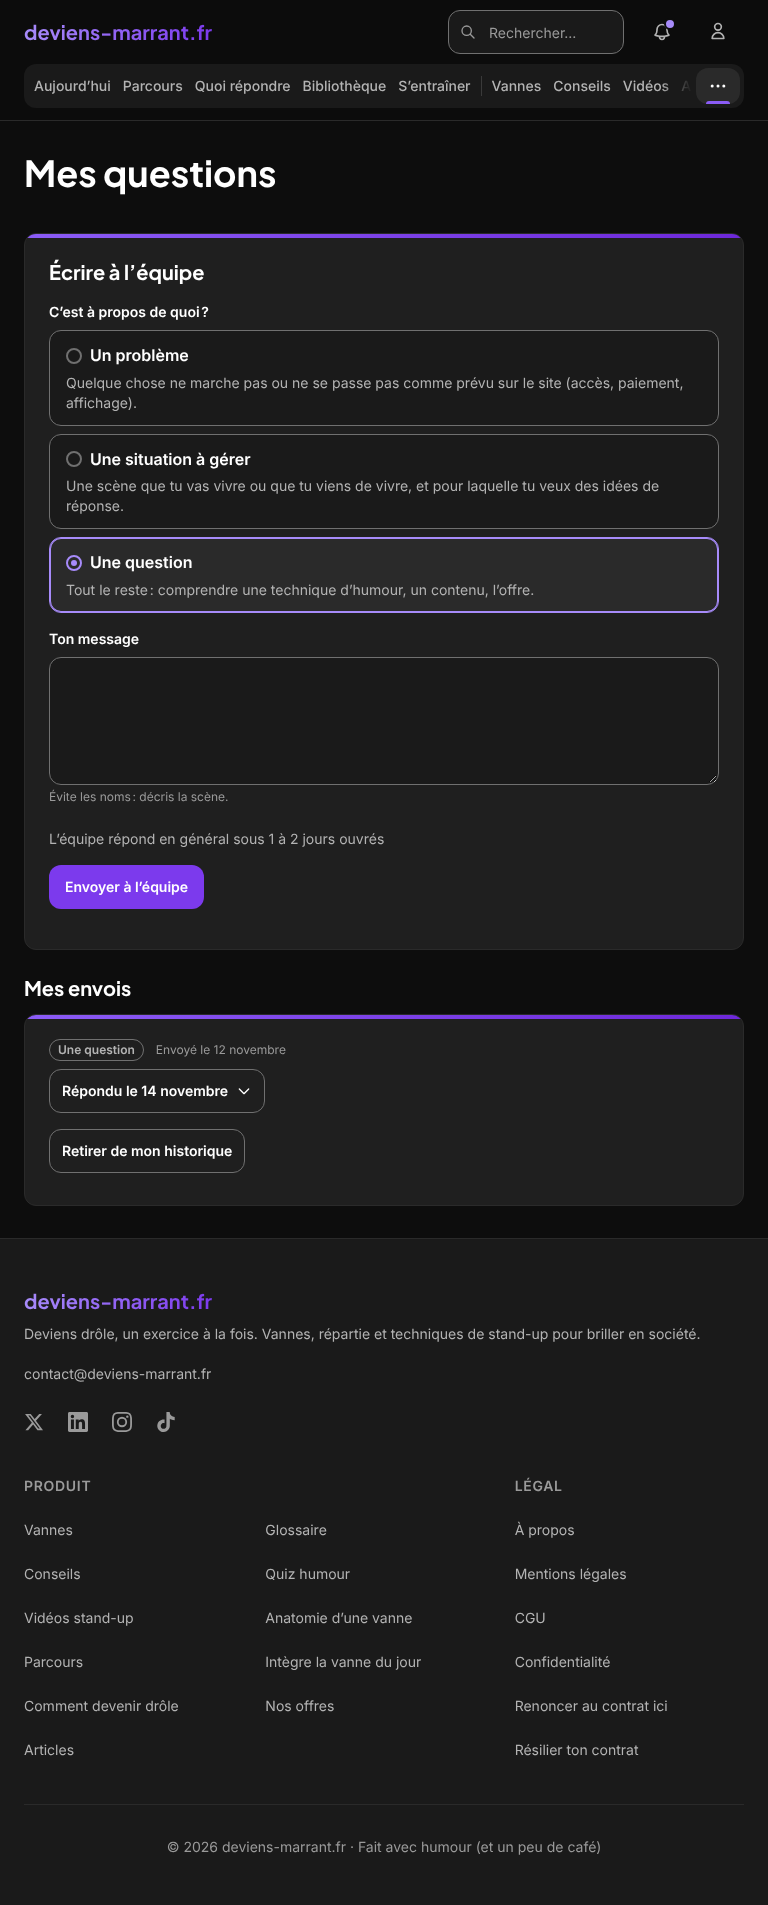 deviens-marrant.fr
Rechercher...
Aujourd’hui Parcours Quoi répondre Bibliothèque S’entraîner Vannes Conseils Vidéos
Mes questions
Écrire à l’équipe
C’est à propos de quoi ?
Un problème
Quelque chose ne marche pas ou ne se passe pas comme prévu sur le site (accès, paiement,
affichage).
Une situation à gérer
Une scène que tu vas vivre ou que tu viens de vivre, et pour laquelle tu veux des idées de
réponse.
Une question
Tout le reste : comprendre une technique d’humour, un contenu, l’offre.
Ton message
Évite les noms : décris la scène.
L’équipe répond en général sous 1 à 2 jours ouvrés
Envoyer à l’équipe
Mes envois
Une question Envoyé le 12 novembre
Répondu le 14 novembre
Retirer de mon historique
deviens-marrant.fr
Deviens drôle, un exercice à la fois. Vannes, répartie et techniques de stand-up pour briller en société.
contact@deviens-marrant.fr
PRODUIT
Vannes
Conseils
Vidéos stand-up
Parcours
Comment devenir drôle
Articles
Glossaire
Quiz humour
Anatomie d’une vanne
Intègre la vanne du jour
Nos offres
LÉGAL
À propos
Mentions légales
CGU
Confidentialité
Renoncer au contrat ici
Résilier ton contrat
© 2026 deviens-marrant.fr · Fait avec humour (et un peu de café)